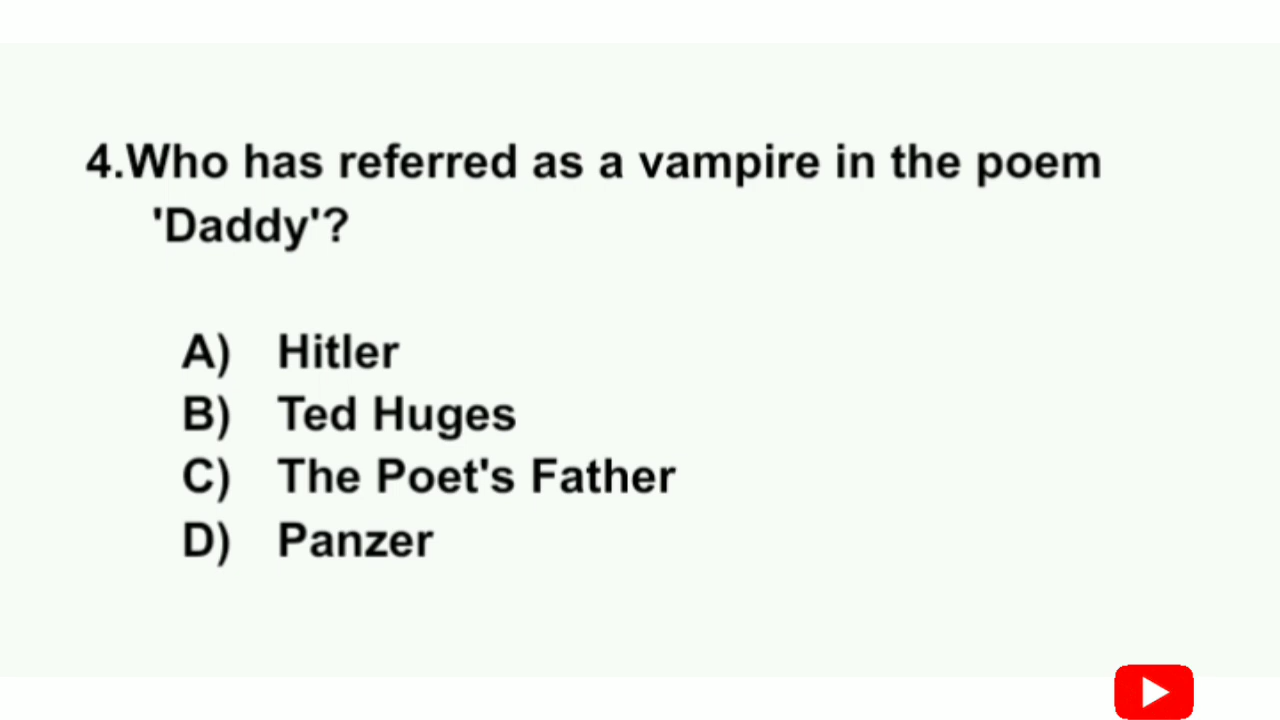 4.Who has referred as a vampire in the poem
'Daddy'?
A) Hitler
B) Ted Huges
C) The Poet's Father
D) Panzer